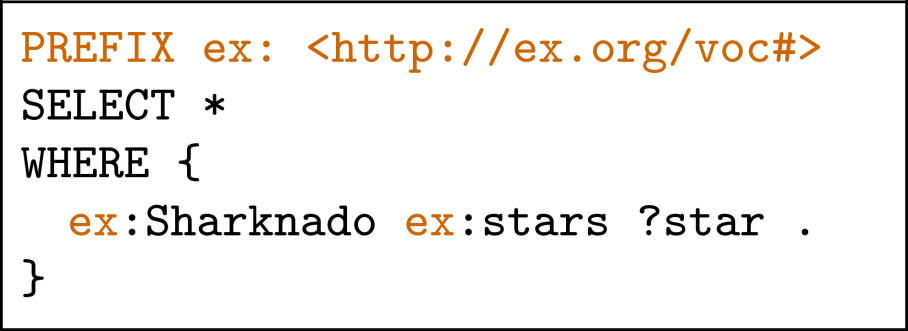 PREFIX ex: <http://ex.org/voc#>
SELECT *
WHERE {
  ex:Sharknado ex:stars ?star .
}